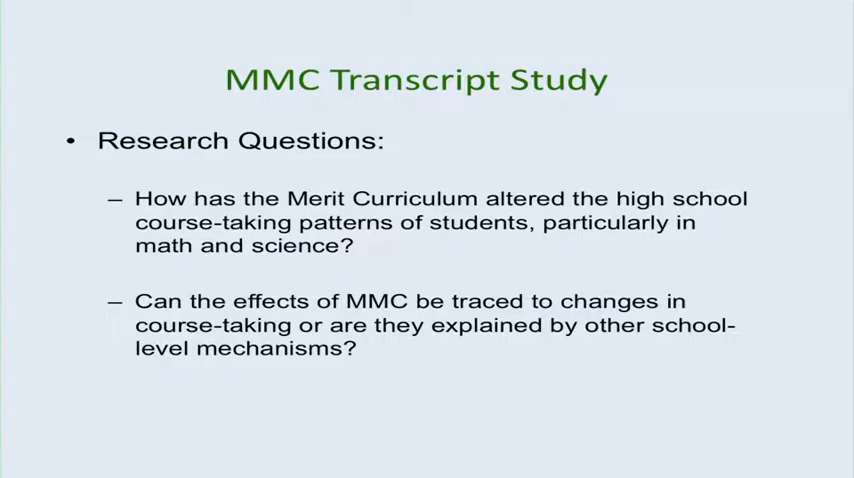 MMC Transcript Study
• Research Questions:
– How has the Merit Curriculum altered the high school
course-taking patterns of students, particularly in
math and science?
– Can the effects of MMC be traced to changes in
course-taking or are they explained by other school-
level mechanisms?